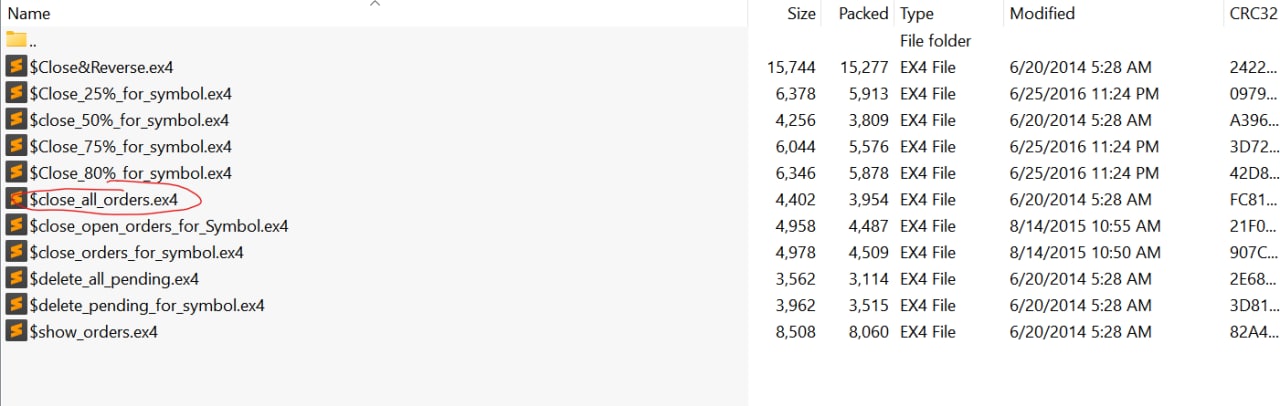 Name Size Packed Type Modified CRC32
.. File folder
$Close&Reverse.ex4 15,744 15,277 EX4 File 6/20/2014 5:28 AM 2422...
$Close_25%_for_symbol.ex4 6,378 5,913 EX4 File 6/25/2016 11:24 PM 0979...
$close_50%_for_symbol.ex4 4,256 3,809 EX4 File 6/20/2014 5:28 AM A396...
$Close_75%_for_symbol.ex4 6,044 5,576 EX4 File 6/25/2016 11:24 PM 3D72...
$Close_80%_for_symbol.ex4 6,346 5,878 EX4 File 6/25/2016 11:24 PM 42D8...
$close_all_orders.ex4 4,402 3,954 EX4 File 6/20/2014 5:28 AM FC81...
$close_open_orders_for_Symbol.ex4 4,958 4,487 EX4 File 8/14/2015 10:55 AM 21F0...
$close_orders_for_symbol.ex4 4,978 4,509 EX4 File 8/14/2015 10:50 AM 907C...
$delete_all_pending.ex4 3,562 3,114 EX4 File 6/20/2014 5:28 AM 2E68...
$delete_pending_for_symbol.ex4 3,962 3,515 EX4 File 6/20/2014 5:28 AM 3D81...
$show_orders.ex4 8,508 8,060 EX4 File 6/20/2014 5:28 AM 82A4...